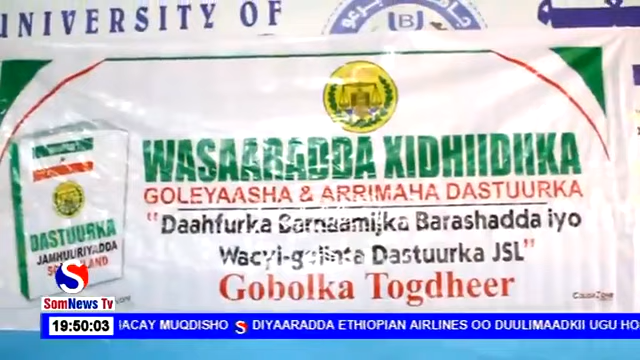 UNIVERSITY OF
WASAARADDA XIDHIIDHKA
GOLEYAASHA & ARRIMAHA DASTUURKA
"Daahfurka Barnaamijka Barashadda iyo
Wacyi-gelinta Dastuurka JSL"
Gobolka Togdheer
DASTUURKA
JAMHUURIYADDA
SomNews Tv
19:50:03
MUQDISHO S DIYAARADDA ETHIOPIAN AIRLINES OO DUULIMAADKII UGU